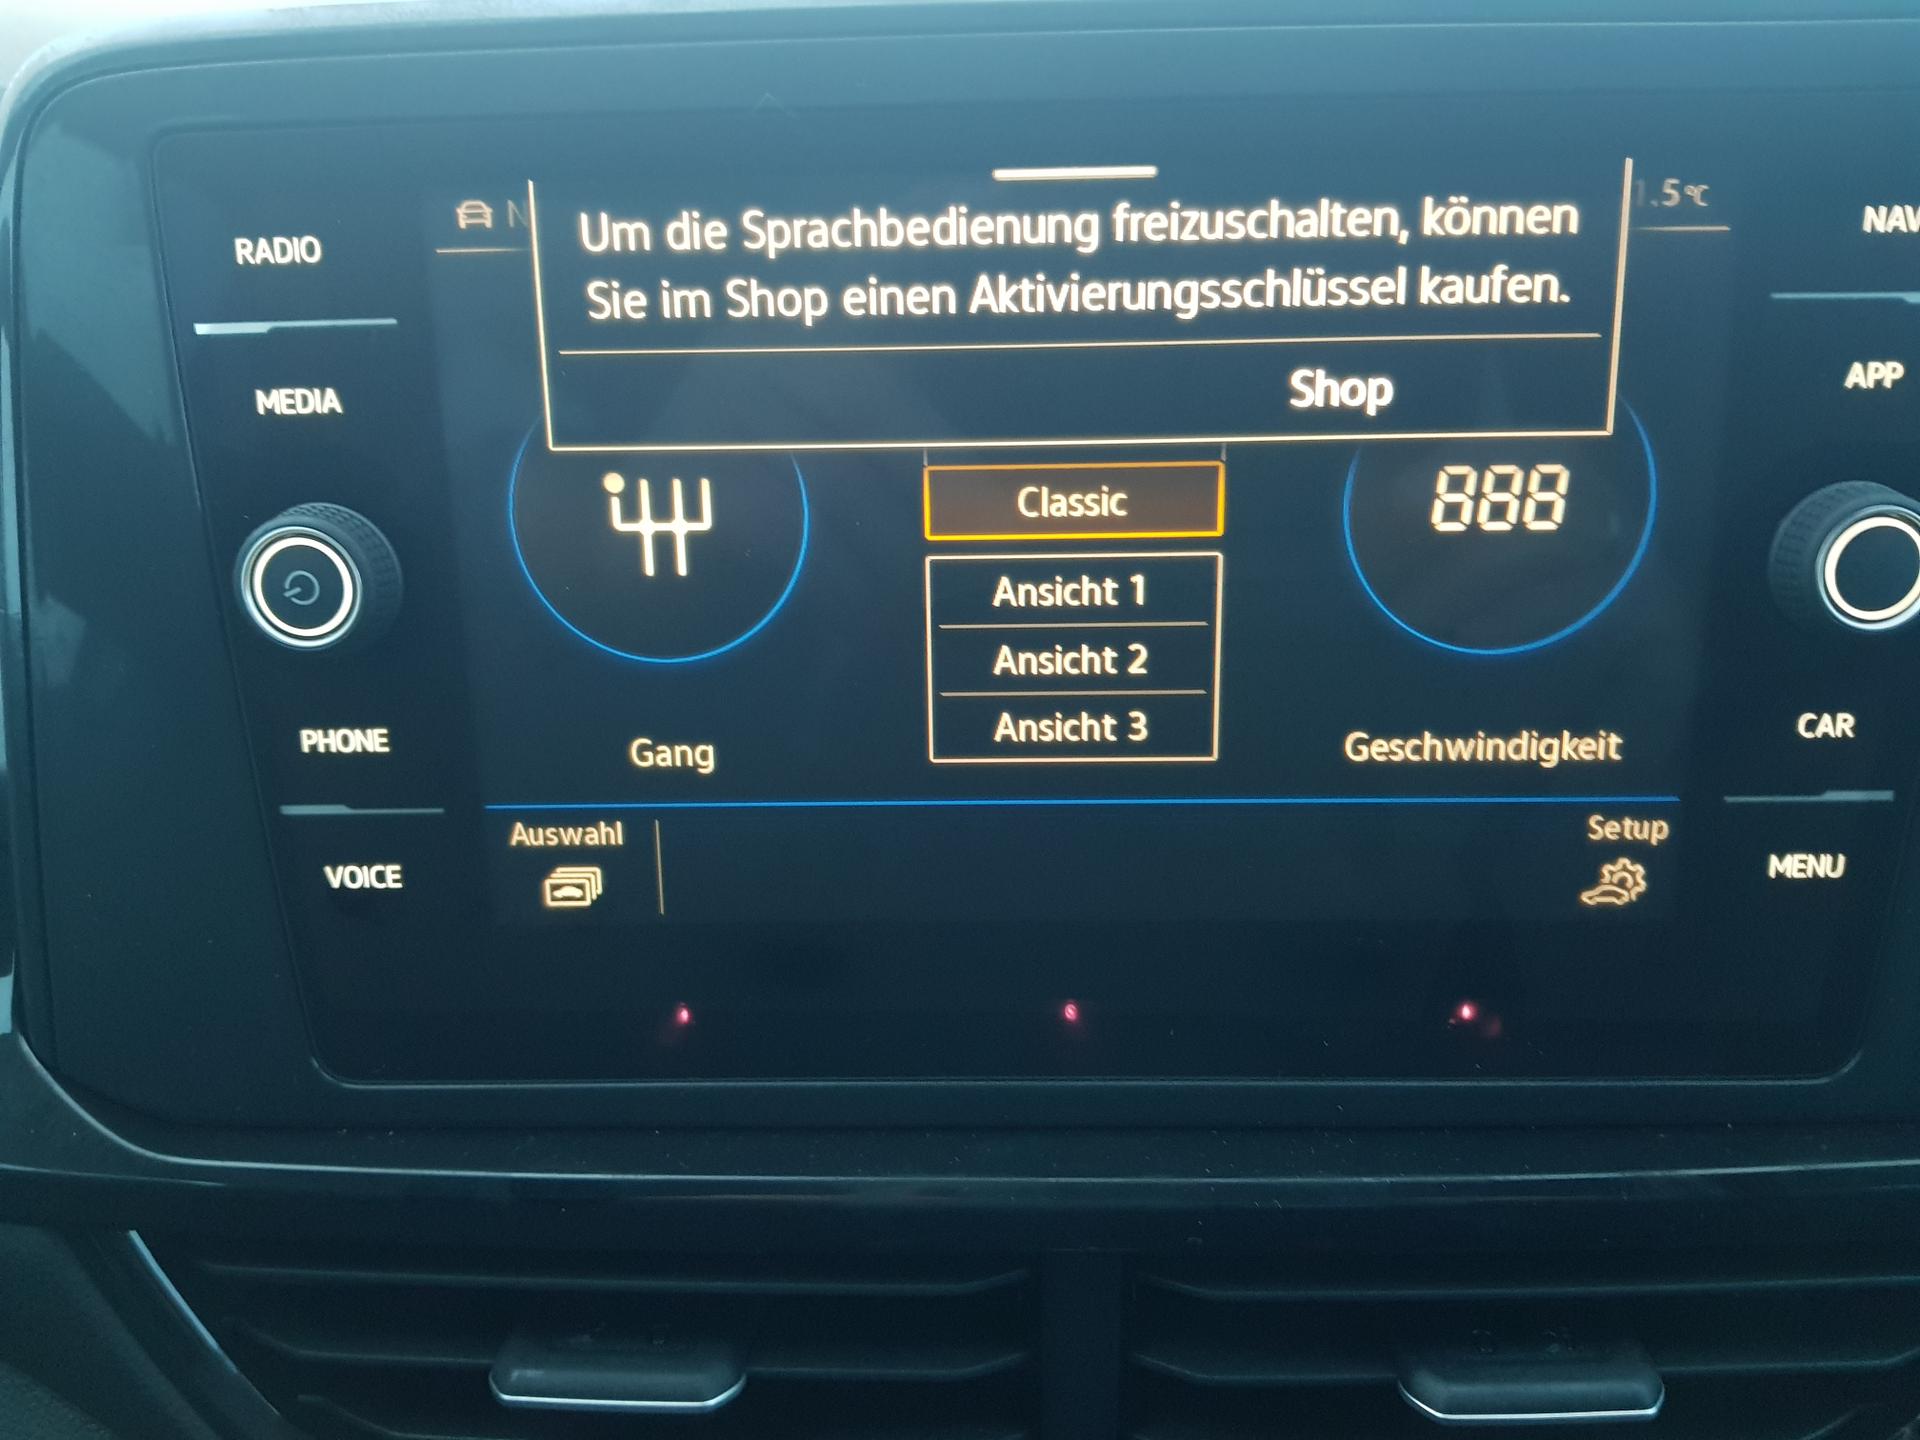 Um die Sprachbedienung freizuschalten, können
Sie im Shop einen Aktivierungsschlüssel kaufen.
Shop
1.5°C
RADIO
MEDIA
PHONE
VOICE
NAV
APP
CAR
MENU
Classic
Ansicht 1
Ansicht 2
Ansicht 3
888
Gang
Geschwindigkeit
Auswahl
Setup